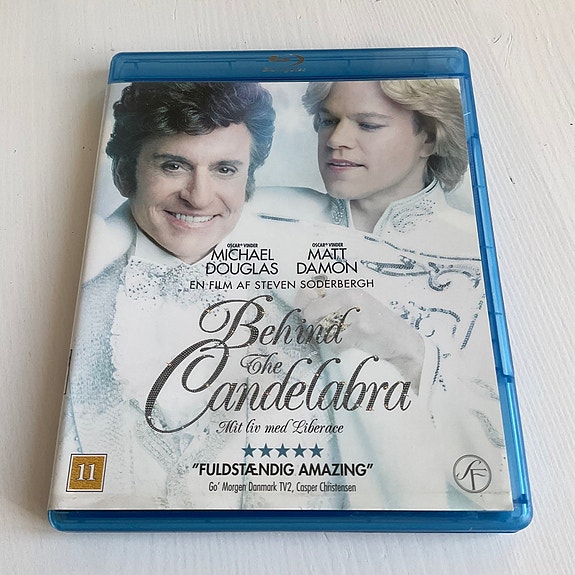 OSCAR® VINDER
MICHAEL
DOUGLAS
OSCAR® VINDER
MATT
DAMON
EN FILM AF STEVEN SODERBERGH
Behind
The
Candelabra
Mit liv med Liberace
"FULDSTÆNDIG AMAZING"
Go' Morgen Danmark TV2, Casper Christensen
11
SF